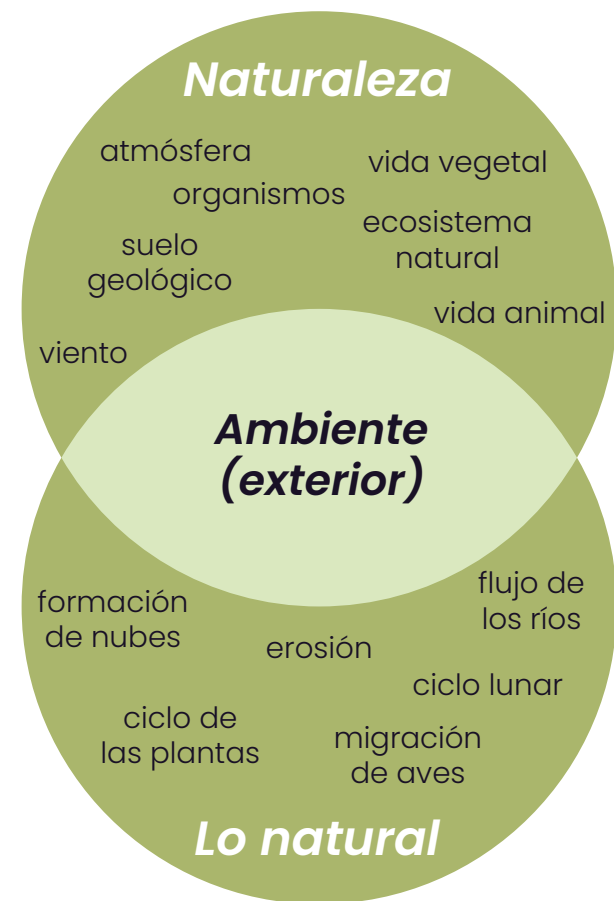 Naturaleza
atmósfera
vida vegetal
organismos
ecosistema
natural
suelo
geológico
vida animal
viento
Ambiente
(exterior)
flujo de
los ríos
formación
de nubes
erosión
ciclo lunar
ciclo de
las plantas
migración
de aves
Lo natural